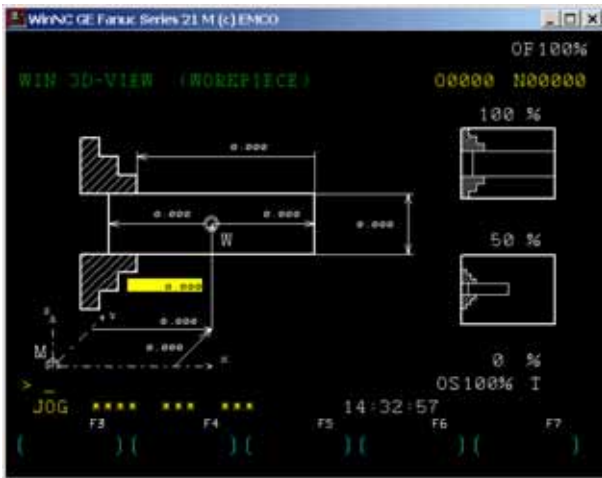 WinNC GE Fanuc Series 21 M (c) EMCO
OF100%
WIN 3D-VIEW (WORKPIECE) O0000 N00000
100 %
0.000
0.000 0.000 0.000
W
50 %
0.000
0.000
0.000
Z Y
M X
0 %
> _ OS100% T
JOG **** *** *** 14:32:57
F3 F4 F5 F6 F7
( )( )( )( )( )